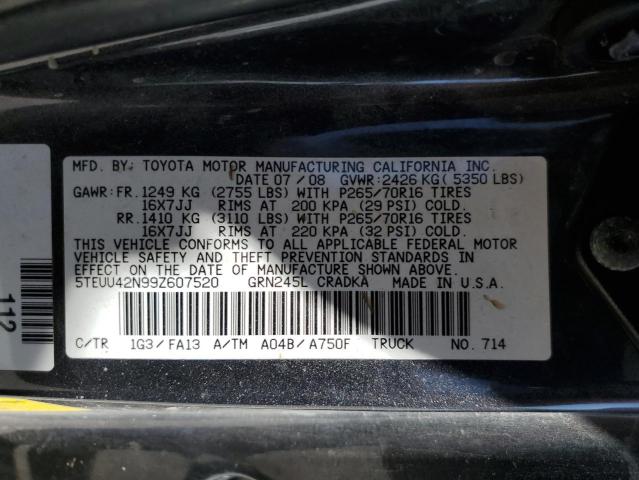 MFD. BY: TOYOTA MOTOR MANUFACTURING CALIFORNIA INC.
DATE 07/08 GVWR: 2426 KG( 5350 LBS)
GAWR: FR. 1249 KG (2755 LBS) WITH P265/70R16 TIRES
16X7JJ RIMS AT 200 KPA (29 PSI) COLD.
RR. 1410 KG (3110 LBS) WITH P265/70R16 TIRES
16X7JJ RIMS AT 220 KPA (32 PSI) COLD.
THIS VEHICLE CONFORMS TO ALL APPLICABLE FEDERAL MOTOR
VEHICLE SAFETY AND THEFT PREVENTION STANDARDS IN
EFFECT ON THE DATE OF MANUFACTURE SHOWN ABOVE.
5TEUU42N99Z607520 GRN245L CRADKA MADE IN U.S.A.
C/TR 1G3/FA13 A/TM A04B/A750F TRUCK NO. 714
112